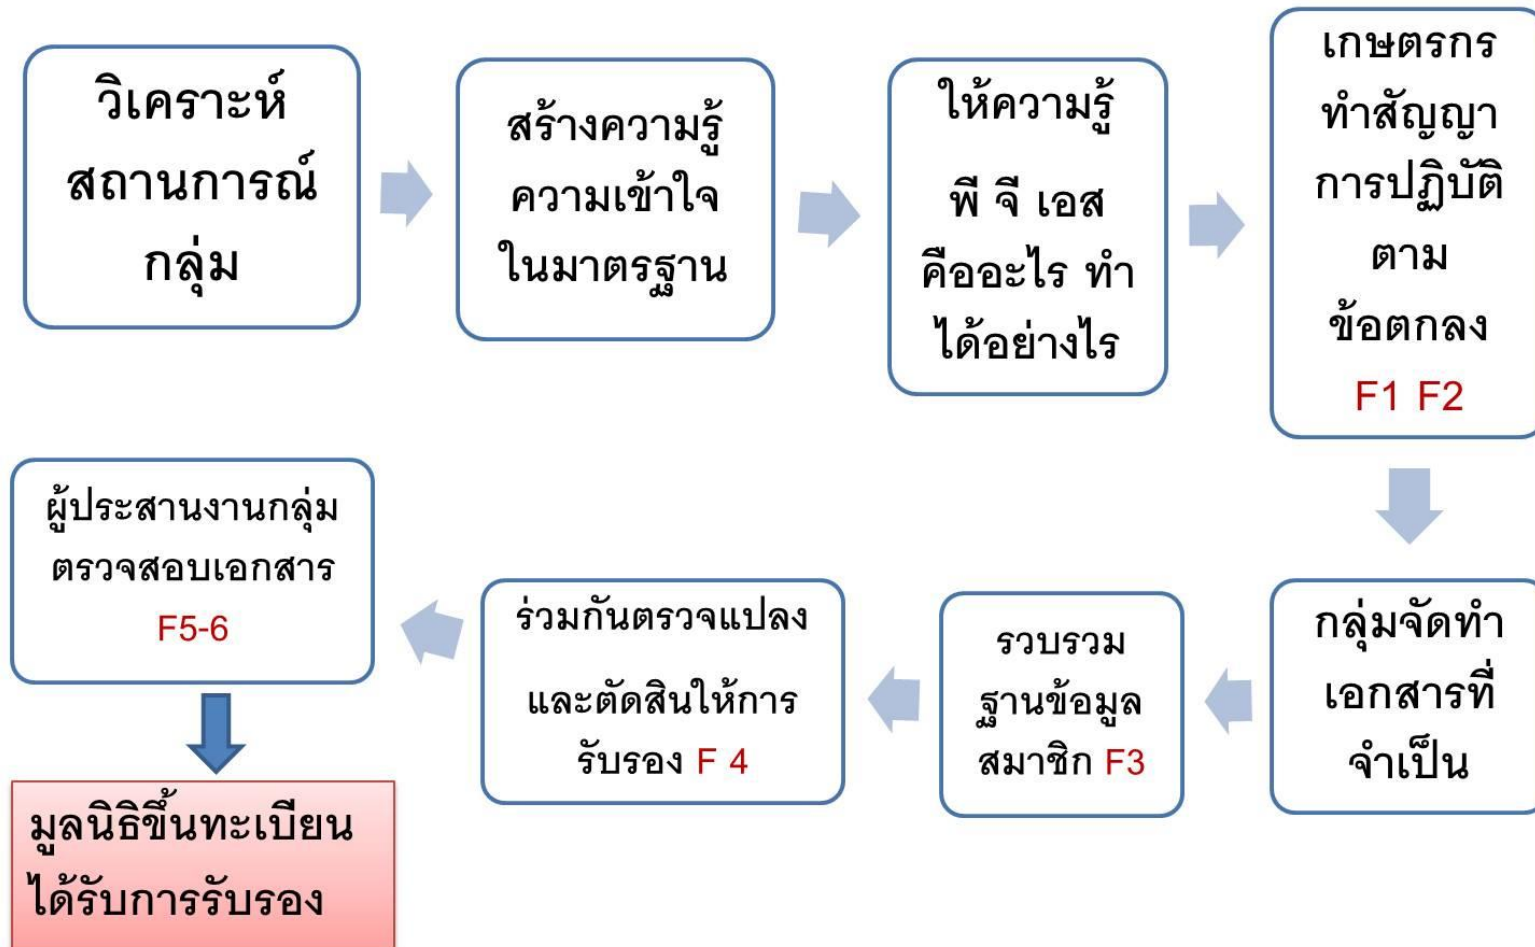 วิเคราะห์
สถานการณ์
กลุ่ม
สร้างความรู้
ความเข้าใจ
ในมาตรฐาน
ให้ความรู้
พี จี เอส
คืออะไร ทำ
ได้อย่างไร
เกษตรกร
ทำสัญญา
การปฏิบัติ
ตาม
ข้อตกลง
F1 F2
กลุ่มจัดทำ
เอกสารที่
จำเป็น
รวบรวม
ฐานข้อมูล
สมาชิก F3
ร่วมกันตรวจแปลง
และตัดสินให้การ
รับรอง F 4
ผู้ประสานงานกลุ่ม
ตรวจสอบเอกสาร
F5-6
มูลนิธิขึ้นทะเบียน
ได้รับการรับรอง